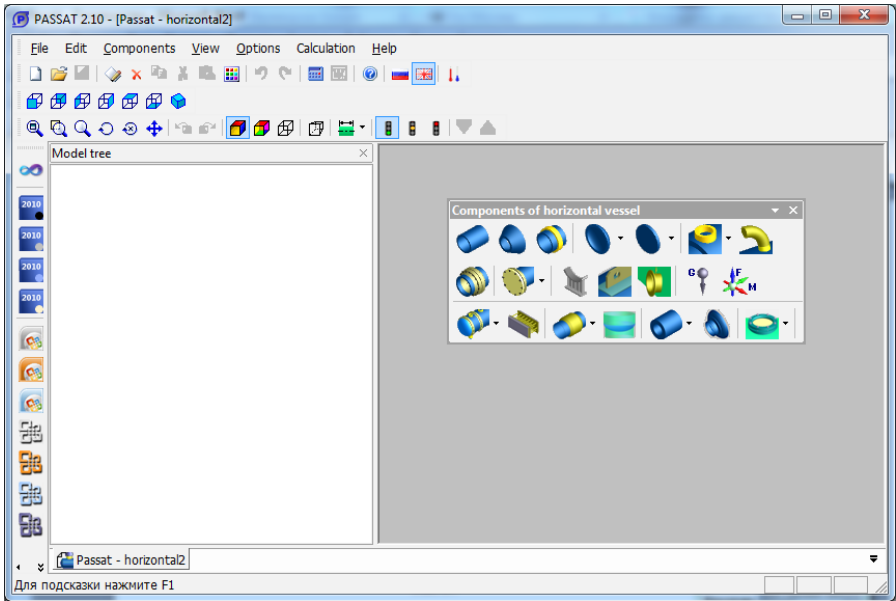 PASSAT 2.10 - [Passat - horizontal2]
File Edit Components View Options Calculation Help
Model tree
Components of horizontal vessel
2010
2010
2010
2010
G F M
Passat - horizontal2
Для подсказки нажмите F1